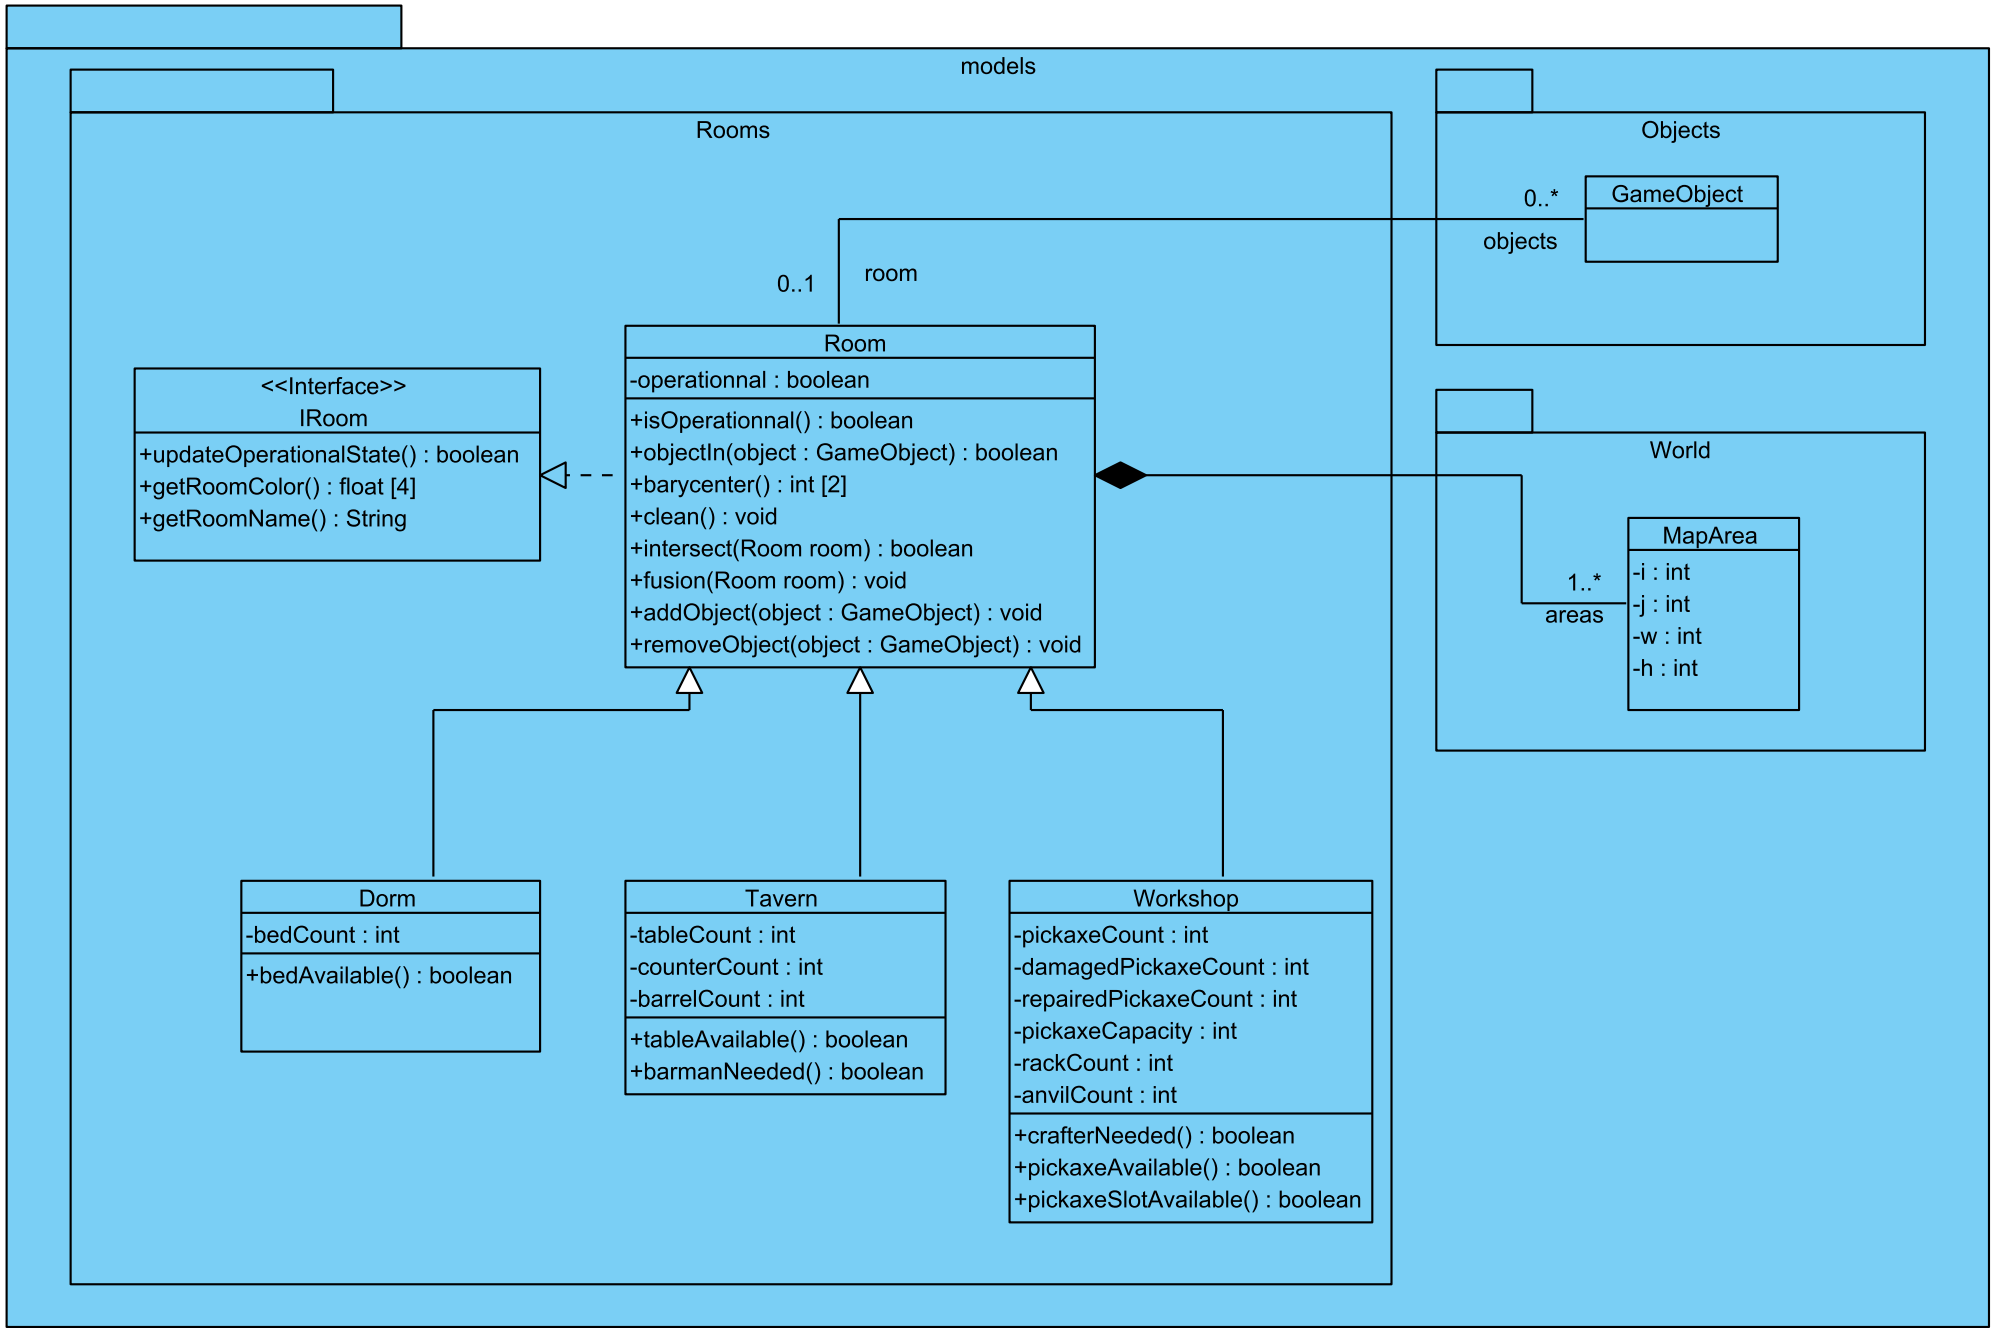 models
Rooms
Objects
GameObject
0..*
objects
0..1
room
<<Interface>>
IRoom
+updateOperationalState() : boolean
+getRoomColor() : float [4]
+getRoomName() : String
Room
-operationnal : boolean
+isOperationnal() : boolean
+objectIn(object : GameObject) : boolean
+barycenter() : int [2]
+clean() : void
+intersect(Room room) : boolean
+fusion(Room room) : void
+addObject(object : GameObject) : void
+removeObject(object : GameObject) : void
World
MapArea
-i : int
-j : int
-w : int
-h : int
1..*
areas
Dorm
-bedCount : int
+bedAvailable() : boolean
Tavern
-tableCount : int
-counterCount : int
-barrelCount : int
+tableAvailable() : boolean
+barmanNeeded() : boolean
Workshop
-pickaxeCount : int
-damagedPickaxeCount : int
-repairedPickaxeCount : int
-pickaxeCapacity : int
-rackCount : int
-anvilCount : int
+crafterNeeded() : boolean
+pickaxeAvailable() : boolean
+pickaxeSlotAvailable() : boolean